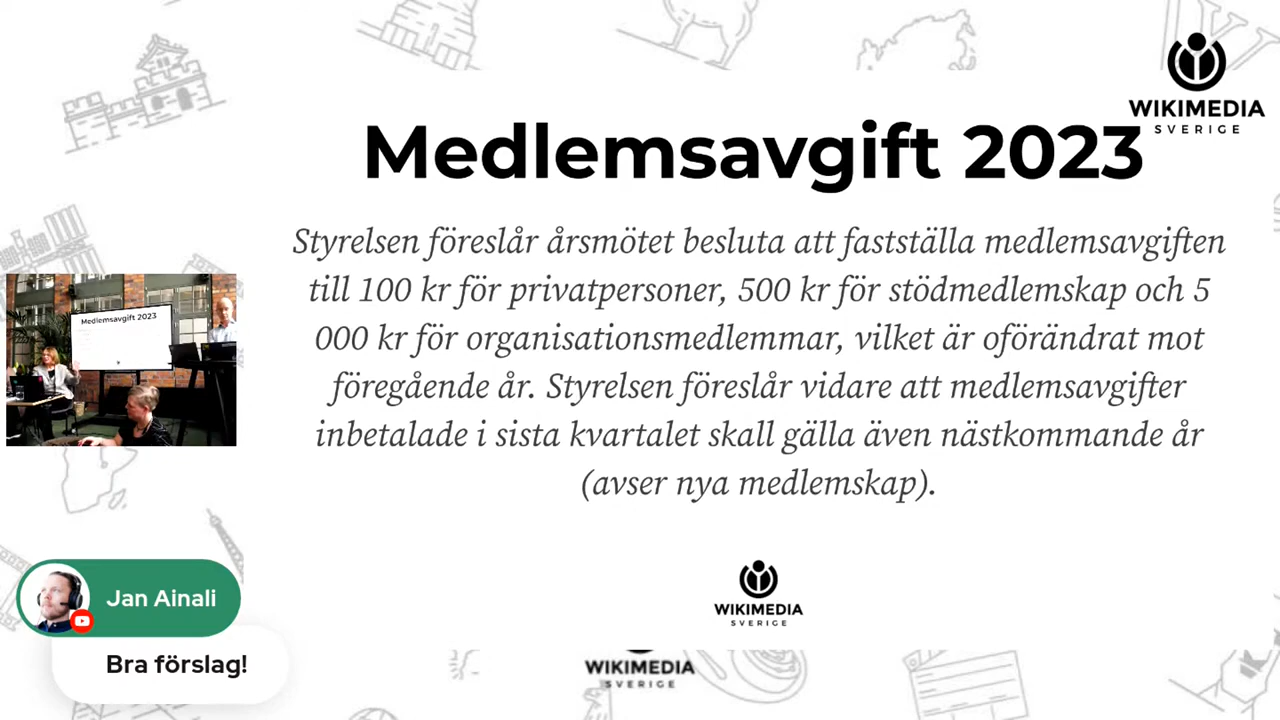 WIKIMEDIA
SVERIGE
Medlemsavgift 2023
Styrelsen föreslår årsmötet besluta att fastställa medlemsavgiften
till 100 kr för privatpersoner, 500 kr för stödmedlemskap och 5
000 kr för organisationsmedlemmar, vilket är oförändrat mot
föregående år. Styrelsen föreslår vidare att medlemsavgifter
inbetalade i sista kvartalet skall gälla även nästkommande år
(avser nya medlemskap).
Medlemsavgift 2023
WIKIMEDIA
SVERIGE
Jan Ainali
Bra förslag!
WIKIMEDIA
SVERIGE